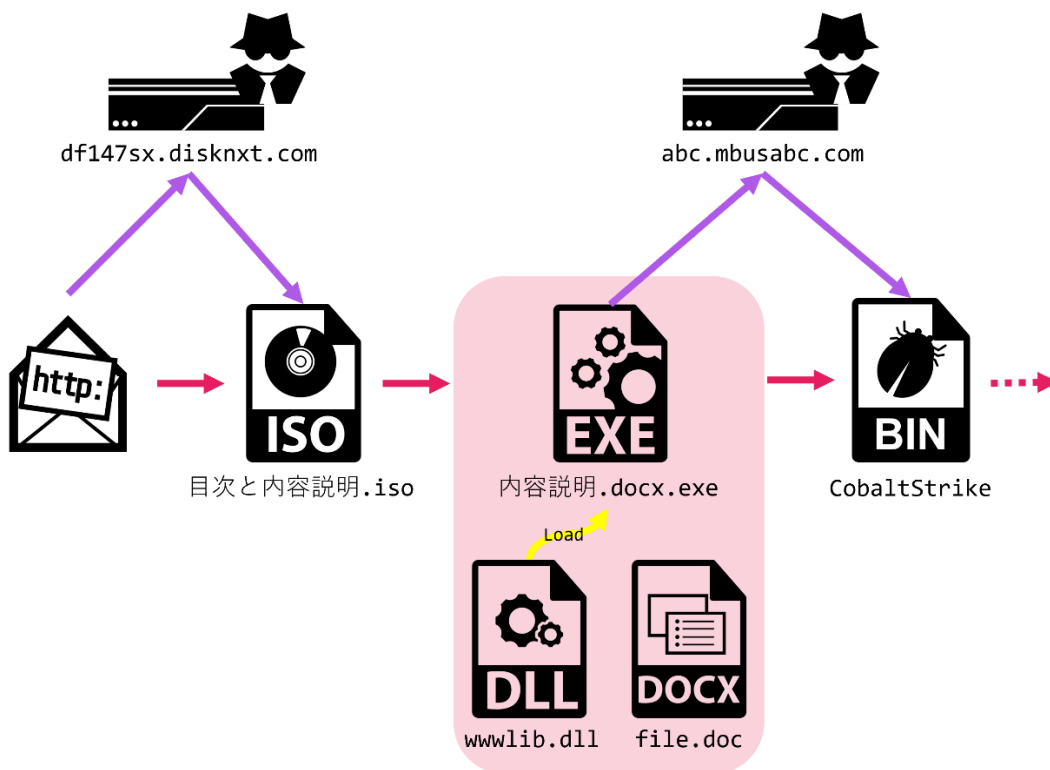 df147sx.disknxt.com
abc.mbusabc.com
http:
ISO
EXE
BIN
目次と内容説明.iso
内容説明.docx.exe
CobaltStrike
Load
DLL
DOCX
wwwlib.dll
file.doc